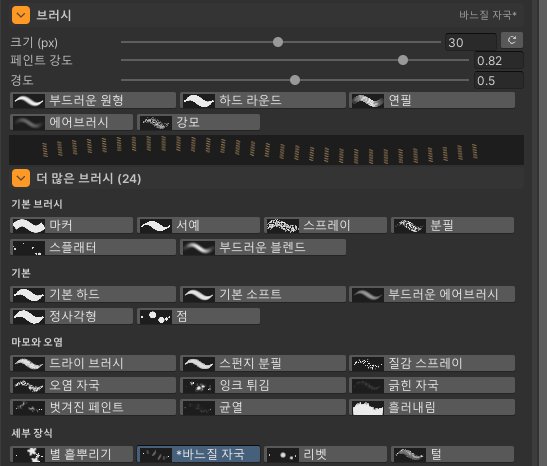 브러시 바느질 자국*
크기 (px) 30
페인트 강도 0.82
경도 0.5
부드러운 원형 하드 라운드 연필
에어브러시 강모
더 많은 브러시 (24)
기본 브러시
마커 서예 스프레이 분필
스플래터 부드러운 블렌드
기본
기본 하드 기본 소프트 부드러운 에어브러시
정사각형 점
마모와 오염
드라이 브러시 스펀지 분필 질감 스프레이
오염 자국 잉크 튀김 긁힌 자국
벗겨진 페인트 균열 흘러내림
세부 장식
별 흩뿌리기 *바느질 자국 리벳 털